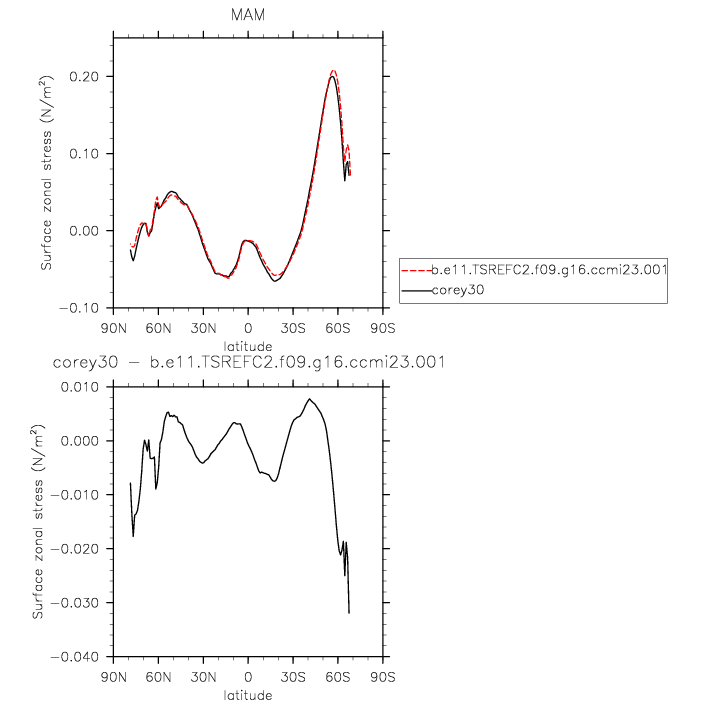 MAM
Surface zonal stress (N/m²)
0.20
0.10
0.00
−0.10
90N 60N 30N 0 30S 60S 90S
latitude
b.e11.TSREFC2.f09.g16.ccmi23.001
corey30
corey30 − b.e11.TSREFC2.f09.g16.ccmi23.001
Surface zonal stress (N/m²)
0.010
0.000
−0.010
−0.020
−0.030
−0.040
90N 60N 30N 0 30S 60S 90S
latitude